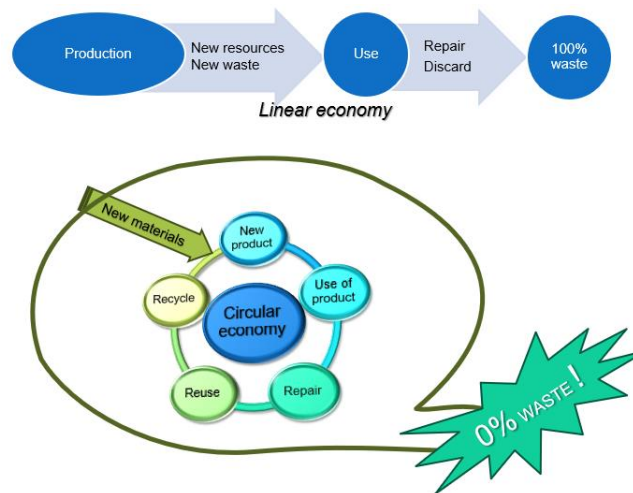 Production
New resources
New waste
Use
Repair
Discard
100%
waste
Linear economy
New materials
New
product
Use of
product
Repair
Reuse
Recycle
Circular
economy
0% WASTE!